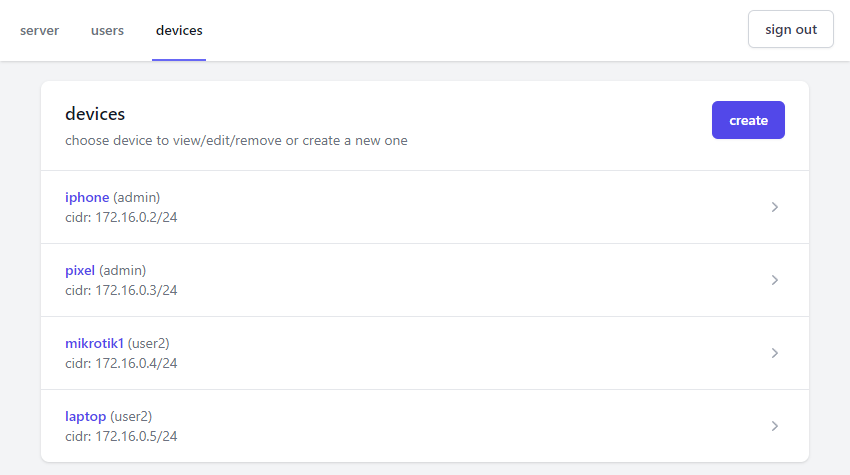 server users devices sign out
devices
create
choose device to view/edit/remove or create a new one
iphone (admin)
cidr: 172.16.0.2/24
pixel (admin)
cidr: 172.16.0.3/24
mikrotik1 (user2)
cidr: 172.16.0.4/24
laptop (user2)
cidr: 172.16.0.5/24